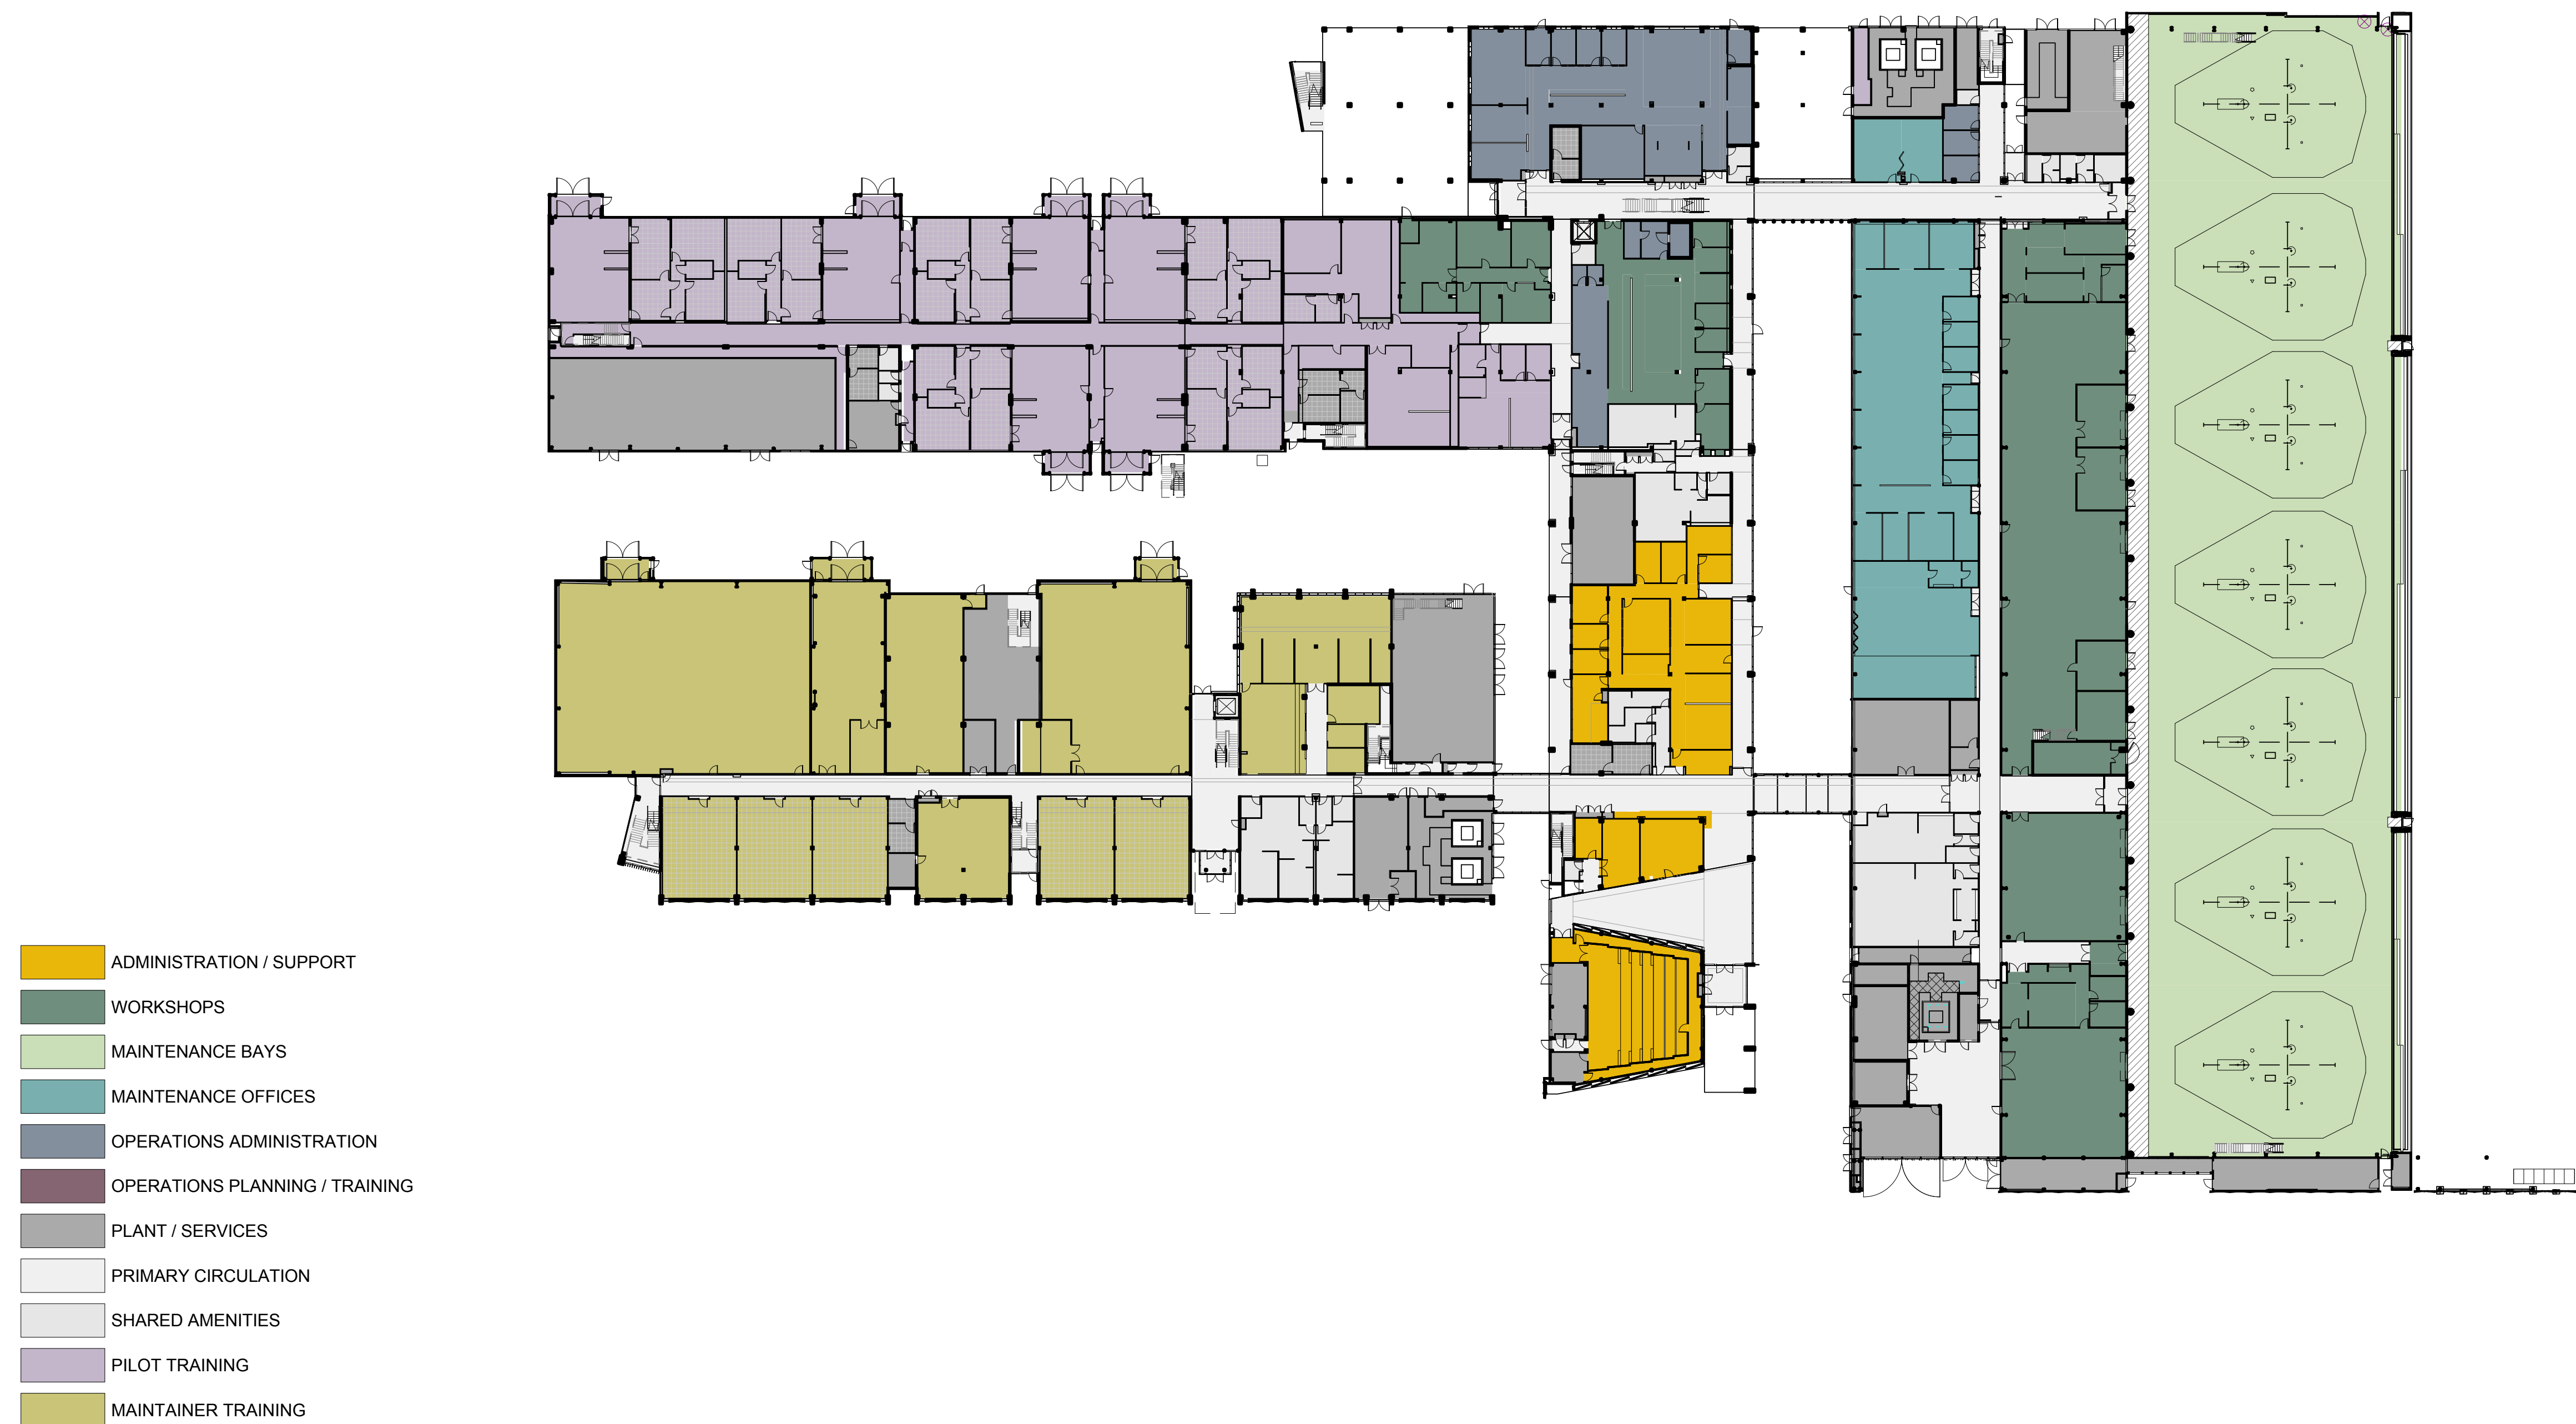 ADMINISTRATION / SUPPORT
WORKSHOPS
MAINTENANCE BAYS
MAINTENANCE OFFICES
OPERATIONS ADMINISTRATION
OPERATIONS PLANNING / TRAINING
PLANT / SERVICES
PRIMARY CIRCULATION
SHARED AMENITIES
PILOT TRAINING
MAINTAINER TRAINING